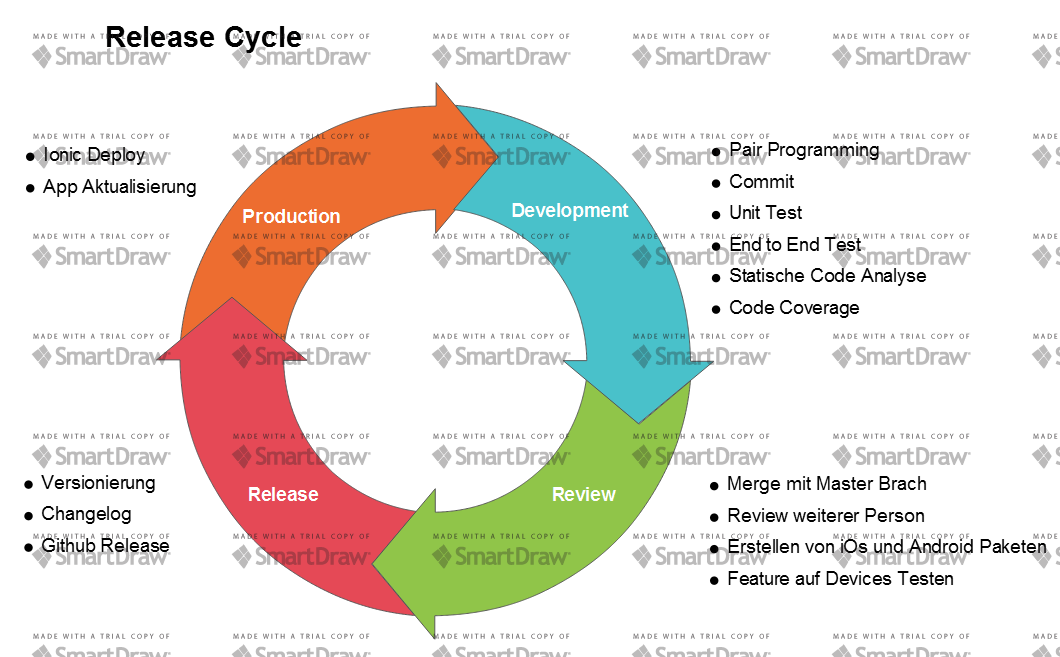 Release Cycle
MADE WITH A TRIAL COPY OF
SmartDraw
Ionic Deploy
App Aktualisierung
Production
Development
Pair Programming
Commit
Unit Test
End to End Test
Statische Code Analyse
Code Coverage
Versionierung
Changelog
Github Release
Release
Review
Merge mit Master Brach
Review weiterer Person
Erstellen von iOs und Android Paketen
Feature auf Devices Testen